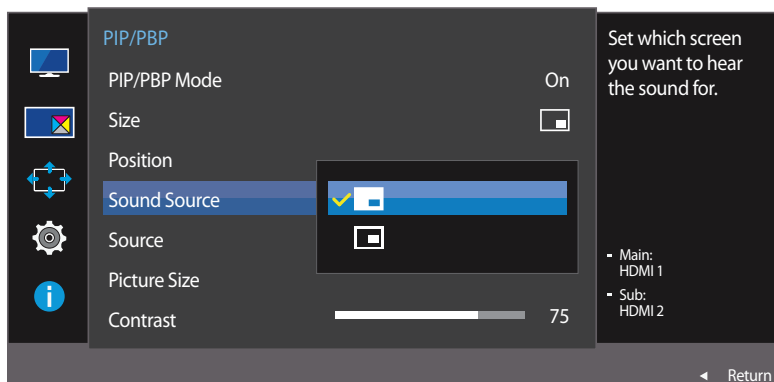 PIP/PBP
PIP/PBP Mode On
Size
Position
Sound Source
Source
Picture Size
Contrast 75
Set which screen
you want to hear
the sound for.
- Main:
HDMI 1
- Sub:
HDMI 2
Return